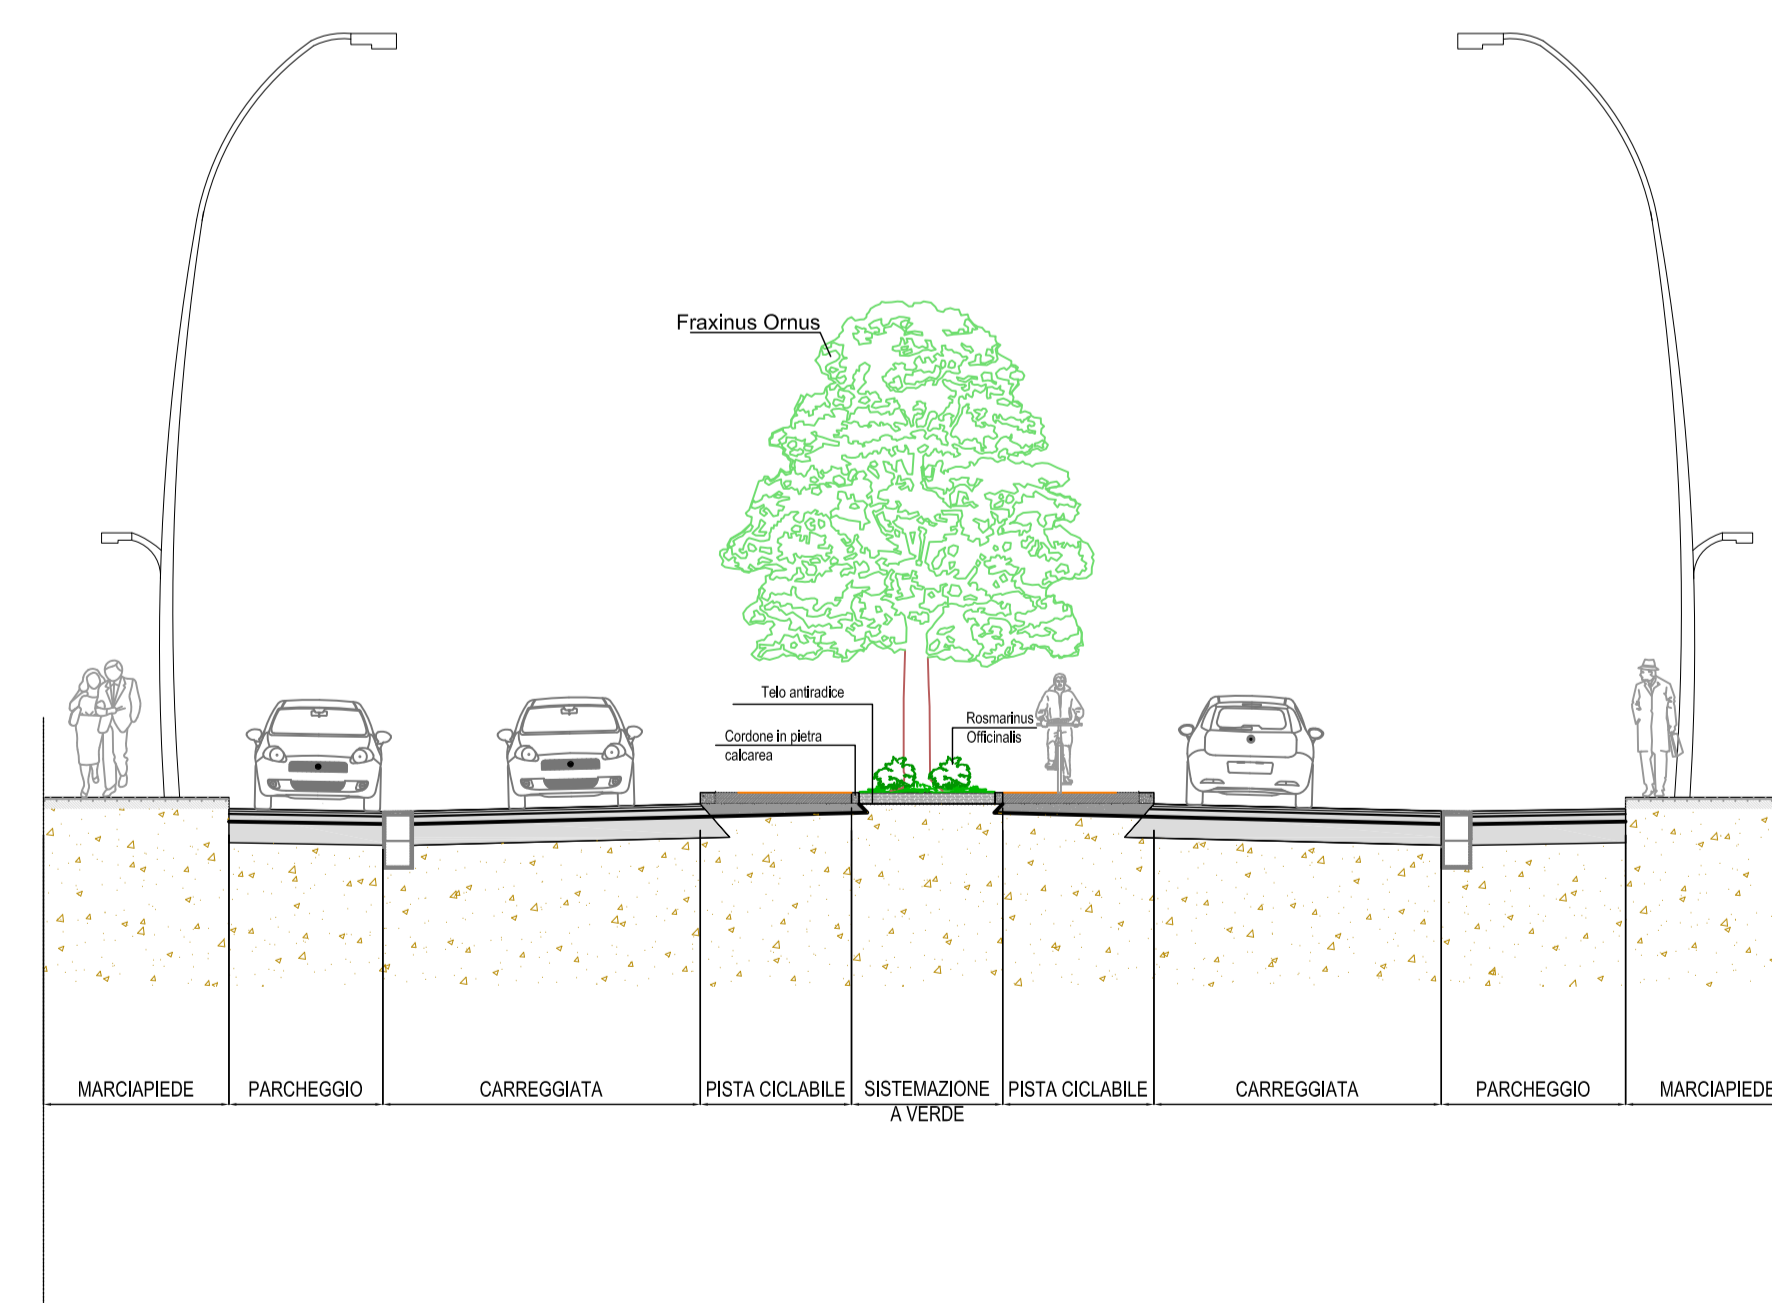 Fraxinus Ornus
Telo antiradice
Cordone in pietra
calcarea
Rosmarinus
Officinalis
MARCIAPIEDE
PARCHEGGIO
CARREGGIATA
PISTA CICLABILE
SISTEMAZIONE
A VERDE
PISTA CICLABILE
CARREGGIATA
PARCHEGGIO
MARCIAPIEDE